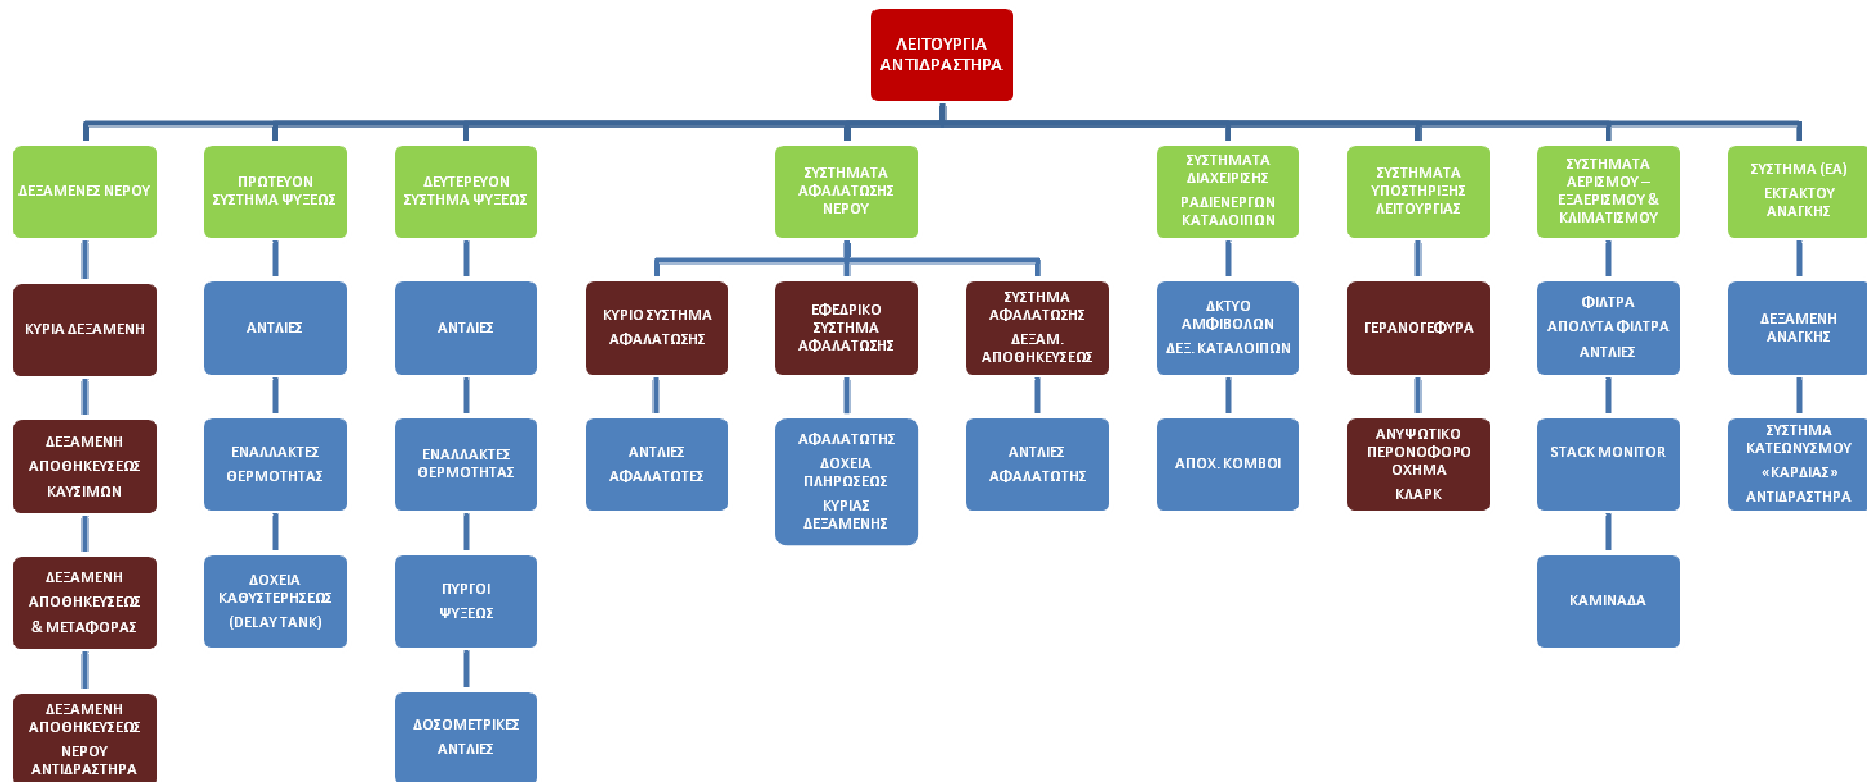 ΛΕΙΤΟΥΡΓΙΑ
ΑΝΤΙΔΡΑΣΤΗΡΑ
ΔΕΞΑΜΕΝΕΣ ΝΕΡΟΥ
ΚΥΡΙΑ ΔΕΞΑΜΕΝΗ
ΔΕΞΑΜΕΝΗ
ΑΠΟΘΗΚΕΥΣΕΩΣ
ΚΑΥΣΙΜΩΝ
ΔΕΞΑΜΕΝΗ
ΑΠΟΘΗΚΕΥΣΕΩΣ
& ΜΕΤΑΦΟΡΑΣ
ΔΕΞΑΜΕΝΗ
ΑΠΟΘΗΚΕΥΣΕΩΣ
ΝΕΡΟΥ
ΑΝΤΙΔΡΑΣΤΗΡΑ
ΠΡΩΤΕΥΟΝ
ΣΥΣΤΗΜΑ ΨΥΞΕΩΣ
ΑΝΤΛΙΕΣ
ΕΝΑΛΛΑΚΤΕΣ
ΘΕΡΜΟΤΗΤΑΣ
ΔΟΧΕΙΑ
ΚΑΘΥΣΤΕΡΗΣΕΩΣ
(DELAY TANK)
ΔΕΥΤΕΡΕΥΟΝ
ΣΥΣΤΗΜΑ ΨΥΞΕΩΣ
ΑΝΤΛΙΕΣ
ΕΝΑΛΛΑΚΤΕΣ
ΘΕΡΜΟΤΗΤΑΣ
ΠΥΡΓΟΙ
ΨΥΞΕΩΣ
ΔΟΣΟΜΕΤΡΙΚΕΣ
ΑΝΤΛΙΕΣ
ΣΥΣΤΗΜΑΤΑ
ΑΦΑΛΑΤΩΣΗΣ
ΝΕΡΟΥ
ΚΥΡΙΟ ΣΥΣΤΗΜΑ
ΑΦΑΛΑΤΩΣΗΣ
ΑΝΤΛΙΕΣ
ΑΦΑΛΑΤΩΤΕΣ
ΕΦΕΔΡΙΚΟ
ΣΥΣΤΗΜΑ
ΑΦΑΛΑΤΩΣΗΣ
ΑΦΑΛΑΤΩΤΗΣ
ΔΟΧΕΙΑ
ΠΛΗΡΩΣΕΩΣ
ΚΥΡΙΑΣ
ΔΕΞΑΜΕΝΗΣ
ΣΥΣΤΗΜΑ
ΑΦΑΛΑΤΩΣΗΣ
ΔΕΞΑΜ.
ΑΠΟΘΗΚΕΥΣΕΩΣ
ΑΝΤΛΙΕΣ
ΑΦΑΛΑΤΩΤΗΣ
ΣΥΣΤΗΜΑΤΑ
ΔΙΑΧΕΙΡΙΣΗΣ
ΡΑΔΙΕΝΕΡΓΩΝ
ΚΑΤΑΛΟΙΠΩΝ
ΔΚΤΥΟ
ΑΜΦΙΒΟΛΩΝ
ΔΕΞ. ΚΑΤΑΛΟΙΠΩΝ
ΑΠΟΧ. ΚΟΜΒΟΙ
ΣΥΣΤΗΜΑΤΑ
ΥΠΟΣΤΗΡΙΞΗΣ
ΛΕΙΤΟΥΡΓΙΑΣ
ΓΕΡΑΝΟΓΕΦΥΡΑ
ΑΝΥΨΩΤΙΚΟ
ΠΕΡΟΝΟΦΟΡΟ
ΟΧΗΜΑ
ΚΛΑΡΚ
ΣΥΣΤΗΜΑΤΑ
ΑΕΡΙΣΜΟΥ –
ΕΞΑΕΡΙΣΜΟΥ &
ΚΛΙΜΑΤΙΣΜΟΥ
ΦΙΛΤΡΑ
ΑΠΟΛΥΤΑ ΦΙΛΤΡΑ
ΑΝΤΛΙΕΣ
STACK MONITOR
ΚΑΜΙΝΑΔΑ
ΣΥΣΤΗΜΑ (ΕΑ)
ΕΚΤΑΚΤΟΥ
ΑΝΑΓΚΗΣ
ΔΕΞΑΜΕΝΗ
ΑΝΑΓΚΗΣ
ΣΥΣΤΗΜΑ
ΚΑΤΕΩΝΥΣΜΟΥ
«ΚΑΡΔΙΑΣ»
ΑΝΤΙΔΡΑΣΤΗΡΑ